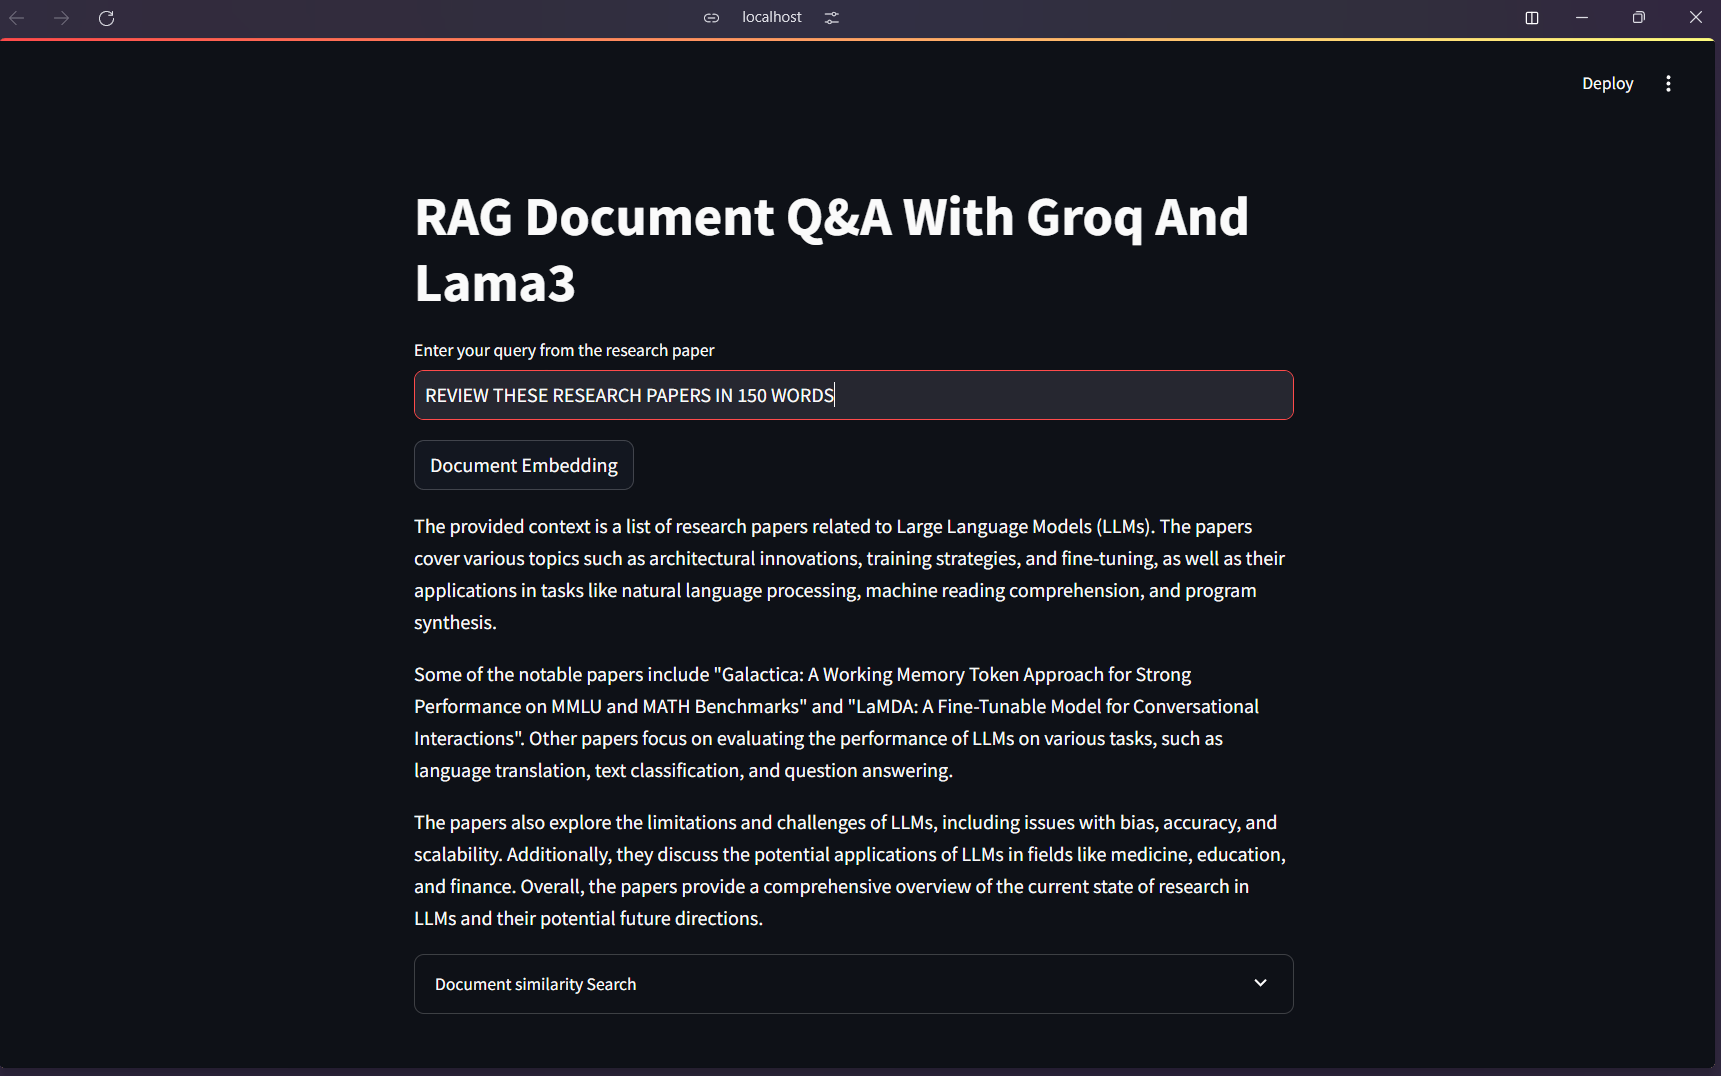 localhost
Deploy
RAG Document Q&A With Groq And
Lama3
Enter your query from the research paper
REVIEW THESE RESEARCH PAPERS IN 150 WORDS
Document Embedding
The provided context is a list of research papers related to Large Language Models (LLMs). The papers
cover various topics such as architectural innovations, training strategies, and fine-tuning, as well as their
applications in tasks like natural language processing, machine reading comprehension, and program
synthesis.
Some of the notable papers include "Galactica: A Working Memory Token Approach for Strong
Performance on MMLU and MATH Benchmarks" and "LaMDA: A Fine-Tunable Model for Conversational
Interactions". Other papers focus on evaluating the performance of LLMs on various tasks, such as
language translation, text classification, and question answering.
The papers also explore the limitations and challenges of LLMs, including issues with bias, accuracy, and
scalability. Additionally, they discuss the potential applications of LLMs in fields like medicine, education,
and finance. Overall, the papers provide a comprehensive overview of the current state of research in
LLMs and their potential future directions.
Document similarity Search